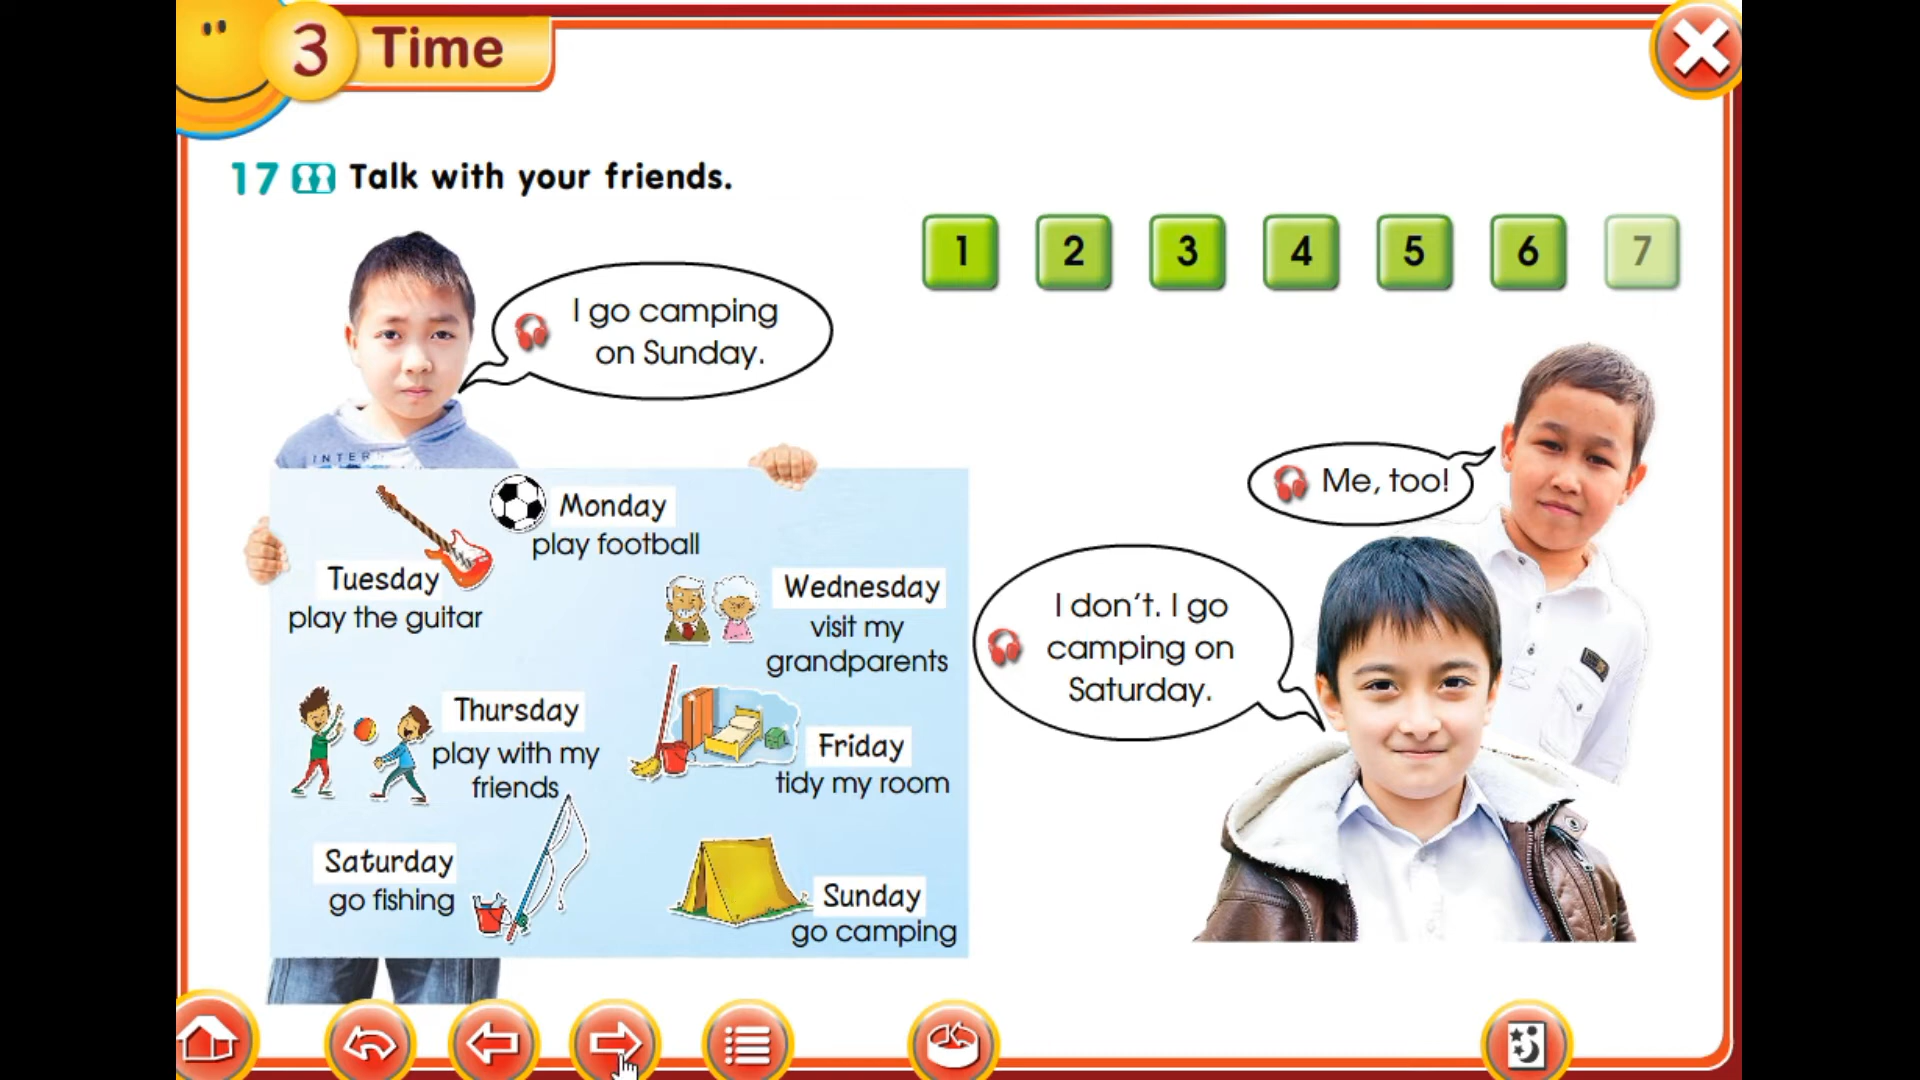 3 Time
17 Talk with your friends.
1 2 3 4 5 6 7
I go camping
on Sunday.
INTER
Me, too!
I don't. I go
camping on
Saturday.
Monday
play football
Tuesday
play the guitar
Wednesday
visit my
grandparents
Thursday
play with my
friends
Friday
tidy my room
Saturday
go fishing
Sunday
go camping